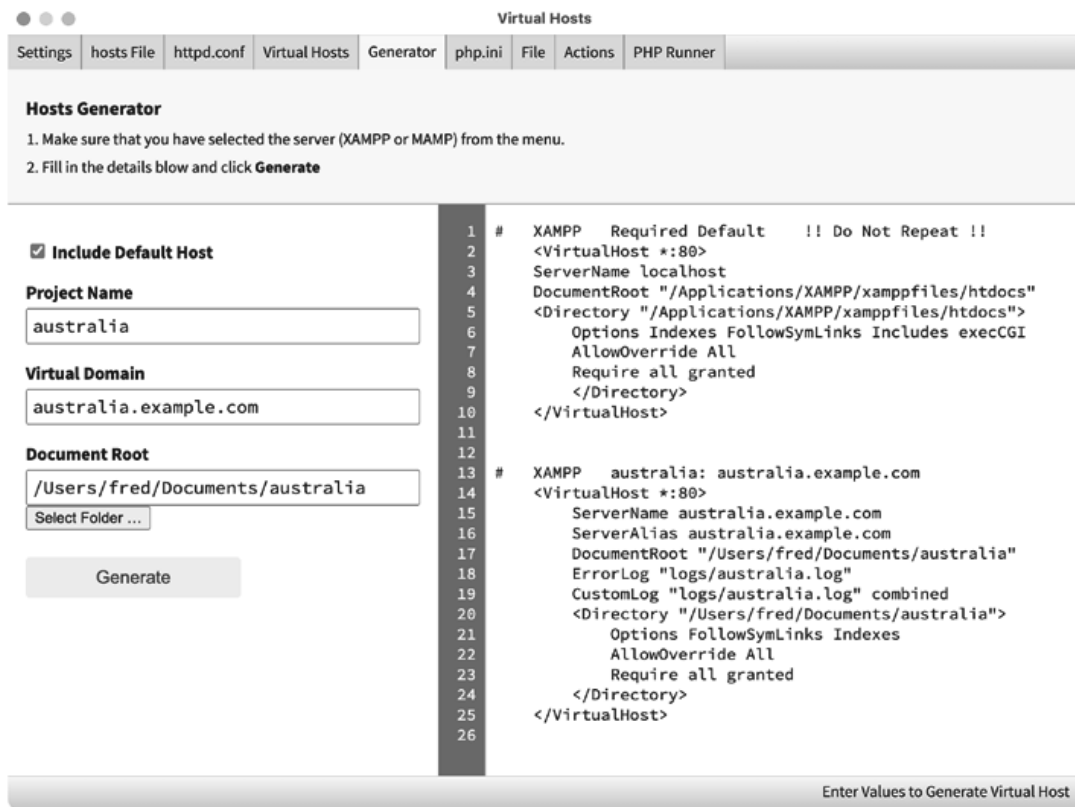 Virtual Hosts
Settings hosts File httpd.conf Virtual Hosts Generator php.ini File Actions PHP Runner
Hosts Generator
1. Make sure that you have selected the server (XAMPP or MAMP) from the menu.
2. Fill in the details blow and click Generate
Include Default Host
Project Name
australia
Virtual Domain
australia.example.com
Document Root
/Users/fred/Documents/australia
Select Folder ...
Generate
1 # XAMPP Required Default !! Do Not Repeat !!
2 <VirtualHost *:80>
3 ServerName localhost
4 DocumentRoot "/Applications/XAMPP/xamppfiles/htdocs"
5 <Directory "/Applications/XAMPP/xamppfiles/htdocs">
6 Options Indexes FollowSymLinks Includes execCGI
7 AllowOverride All
8 Require all granted
9 </Directory>
10 </VirtualHost>
11
12
13 # XAMPP australia: australia.example.com
14 <VirtualHost *:80>
15 ServerName australia.example.com
16 ServerAlias australia.example.com
17 DocumentRoot "/Users/fred/Documents/australia"
18 ErrorLog "logs/australia.log"
19 CustomLog "logs/australia.log" combined
20 <Directory "/Users/fred/Documents/australia">
21 Options FollowSymLinks Indexes
22 AllowOverride All
23 Require all granted
24 </Directory>
25 </VirtualHost>
26
Enter Values to Generate Virtual Host